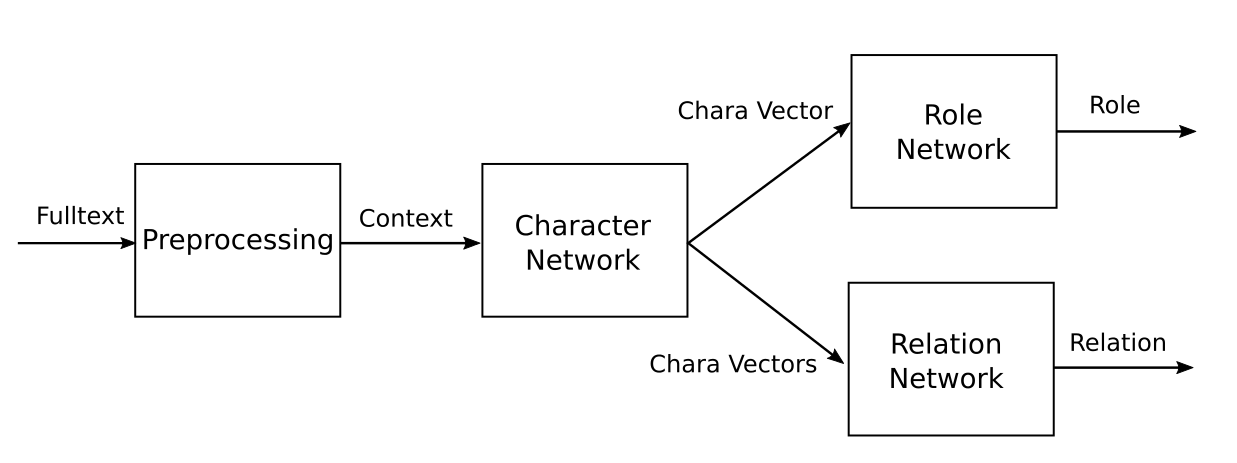 Fulltext
Preprocessing
Context
Character
Network
Chara Vector
Role
Network
Role
Chara Vectors
Relation
Network
Relation